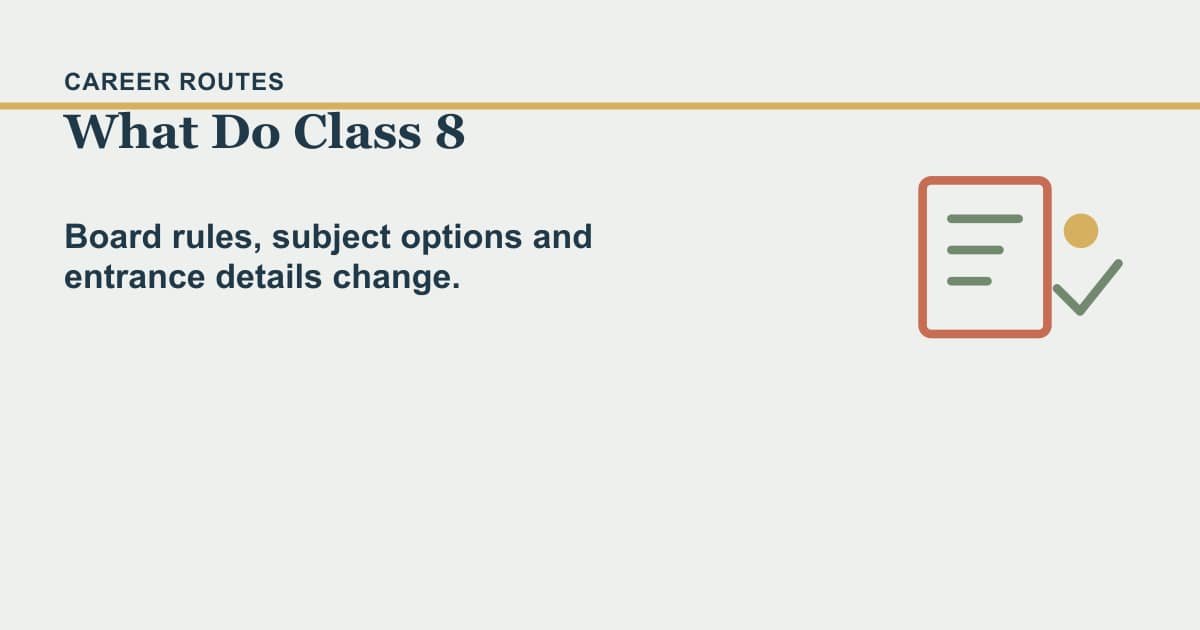 CAREER ROUTES
What Do Class 8
Board rules, subject options and
entrance details change.